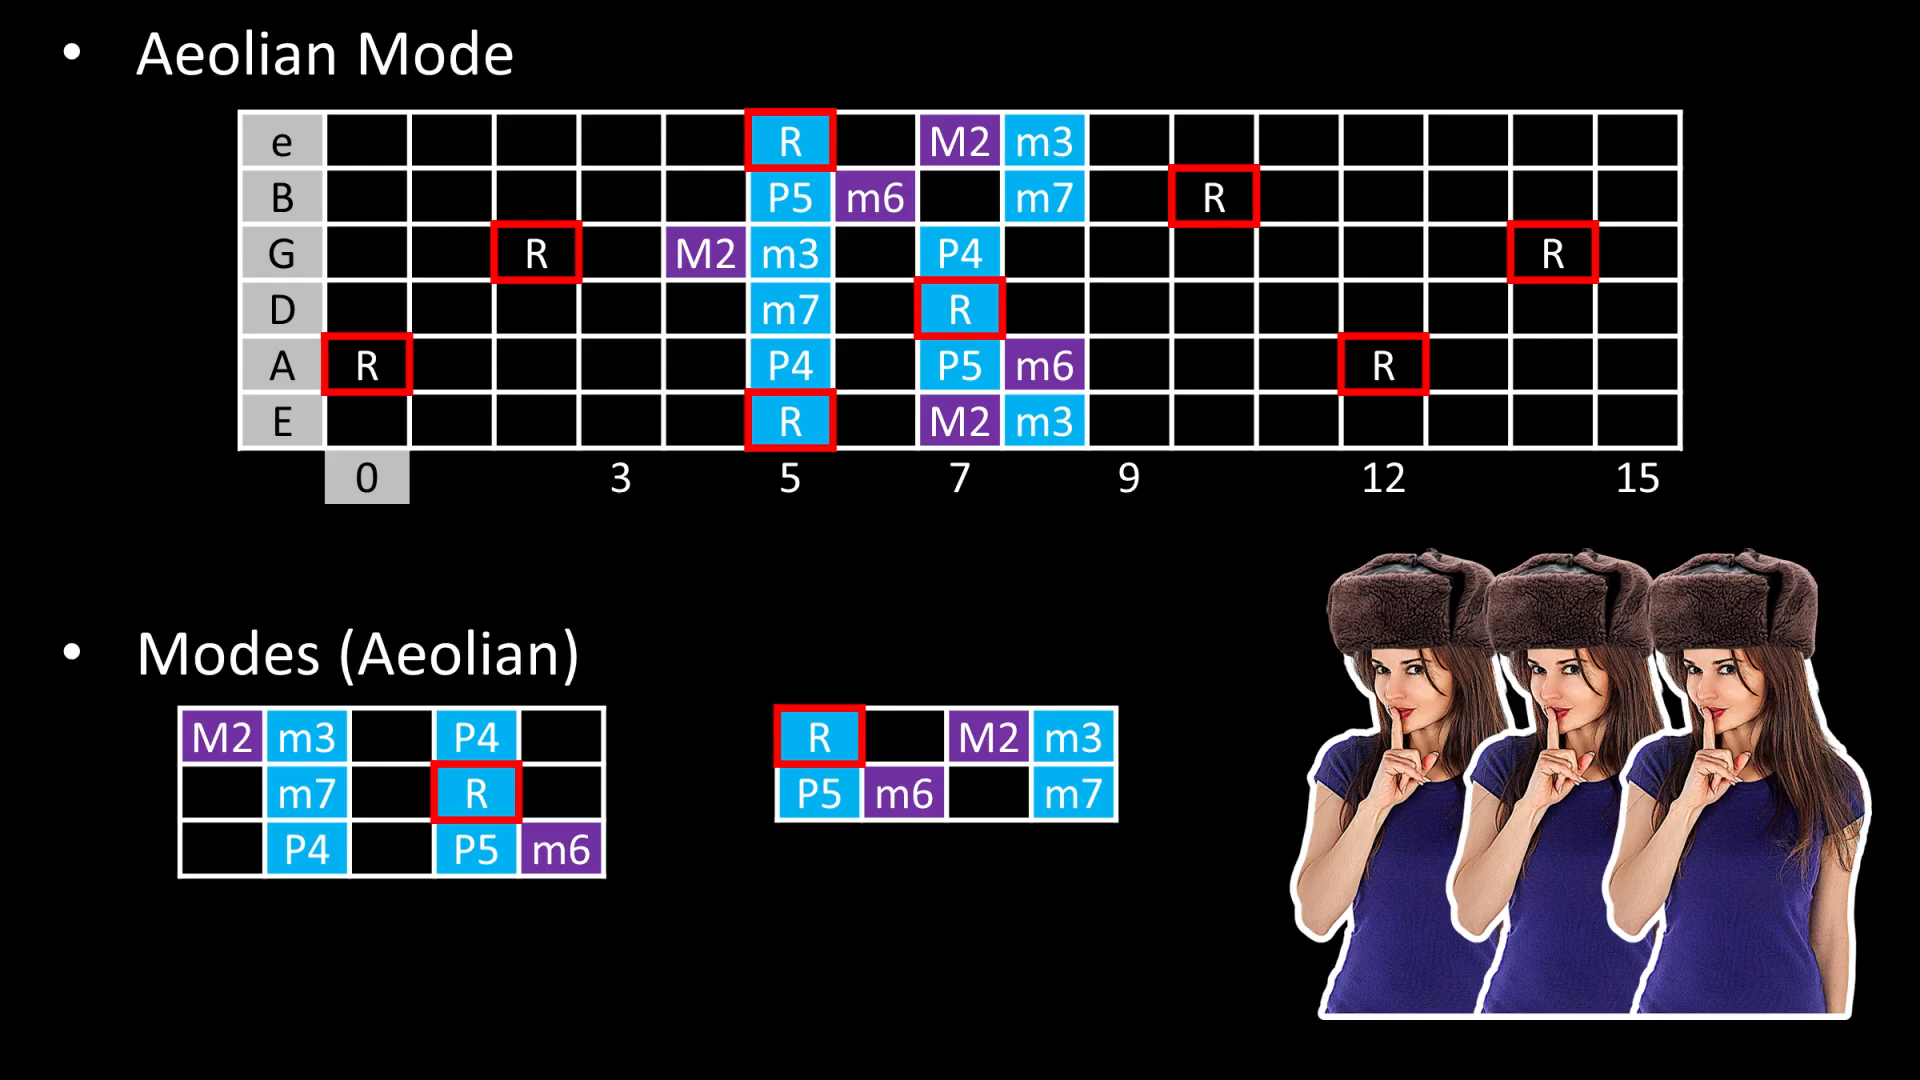 • Aeolian Mode
e R M2 m3
B P5 m6 m7 R
G R M2 m3 P4 R
D m7 R
A R P4 P5 m6 R
E R M2 m3
0 3 5 7 9 12 15
• Modes (Aeolian)
M2 m3 P4
m7 R
P4 P5 m6
R M2 m3
P5 m6 m7